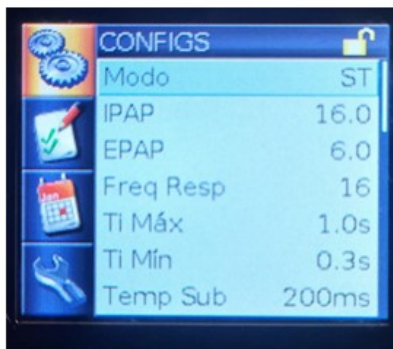 CONFIGS
Modo ST
IPAP 16.0
EPAP 6.0
Freq Resp 16
Ti Máx 1.0s
Ti Mín 0.3s
Temp Sub 200ms
Jan